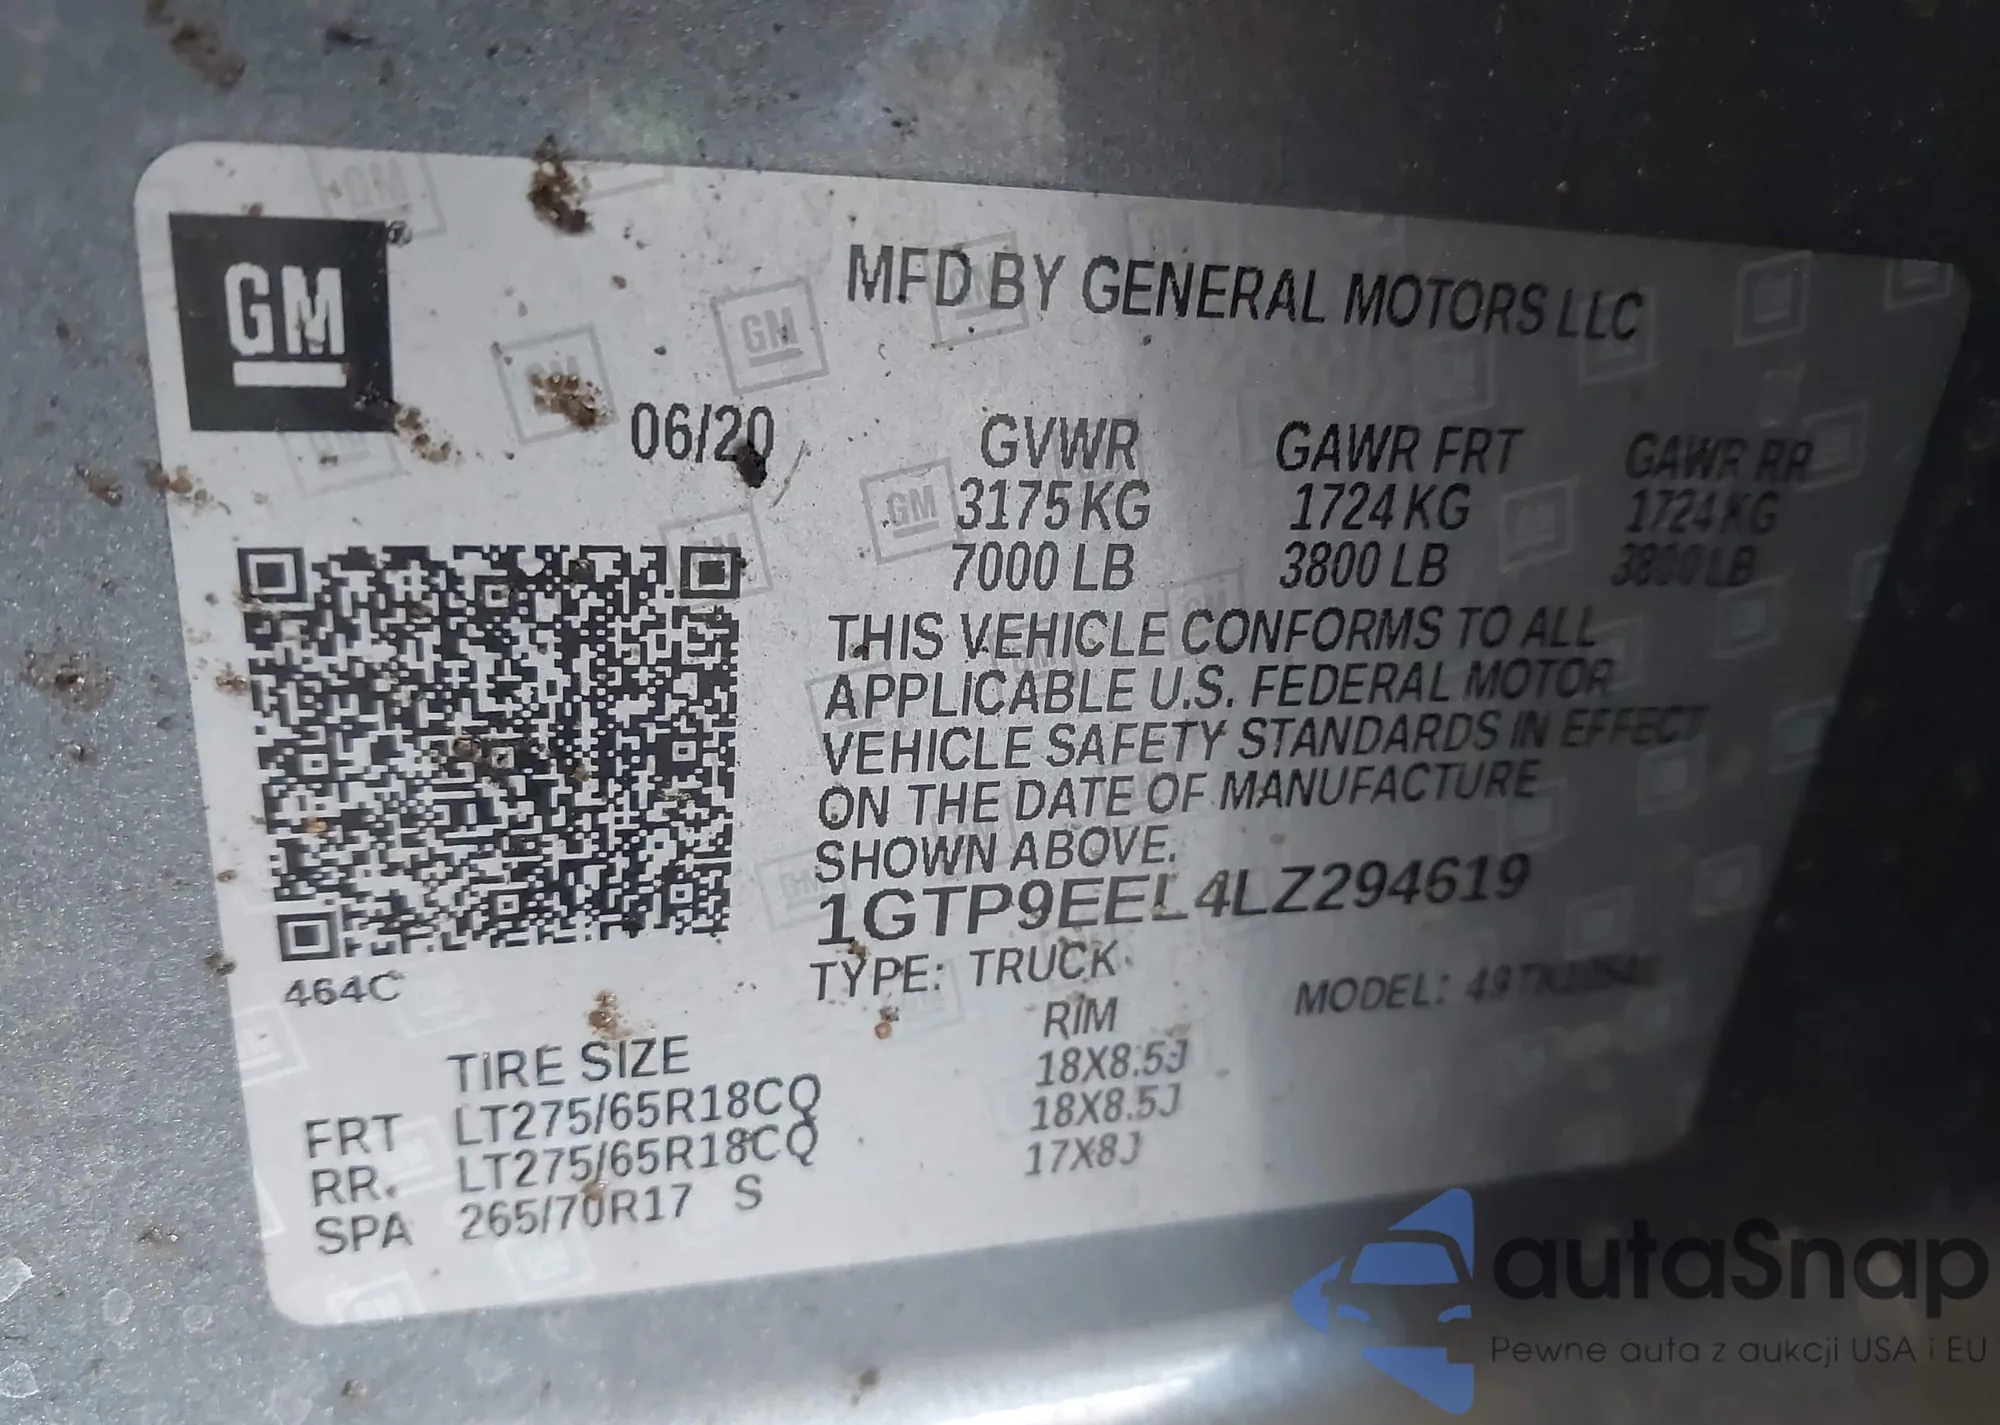 GM
MFD BY GENERAL MOTORS LLC
06/20
GVWR GAWR FRT GAWR RR
3175 KG 1724 KG 1724 KG
7000 LB 3800 LB 3800 LB
THIS VEHICLE CONFORMS TO ALL
APPLICABLE U.S. FEDERAL MOTOR
VEHICLE SAFETY STANDARDS IN EFFECT
ON THE DATE OF MANUFACTURE
SHOWN ABOVE.
1GTP9EEL4LZ294619
TYPE: TRUCK MODEL:
464C
TIRE SIZE RIM
FRT LT275/65R18CQ 18X8.5J
RR. LT275/65R18CQ 18X8.5J
SPA 265/70R17 S 17X8J
autaSnap
Pewne auta z aukcji USA i EU